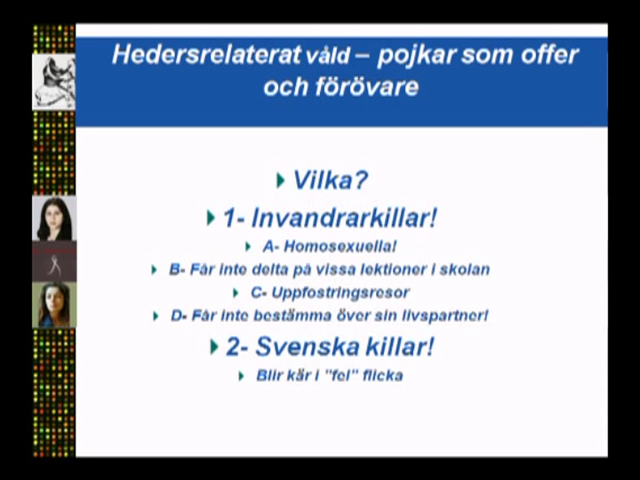 Hedersrelaterat våld – pojkar som offer
och förövare
Vilka?
1- Invandrarkillar!
A- Homosexuella!
B- Får inte delta på vissa lektioner i skolan
C- Uppfostringsresor
D- Får inte bestämma över sin livspartner!
2- Svenska killar!
Blir kär i "fel" flicka